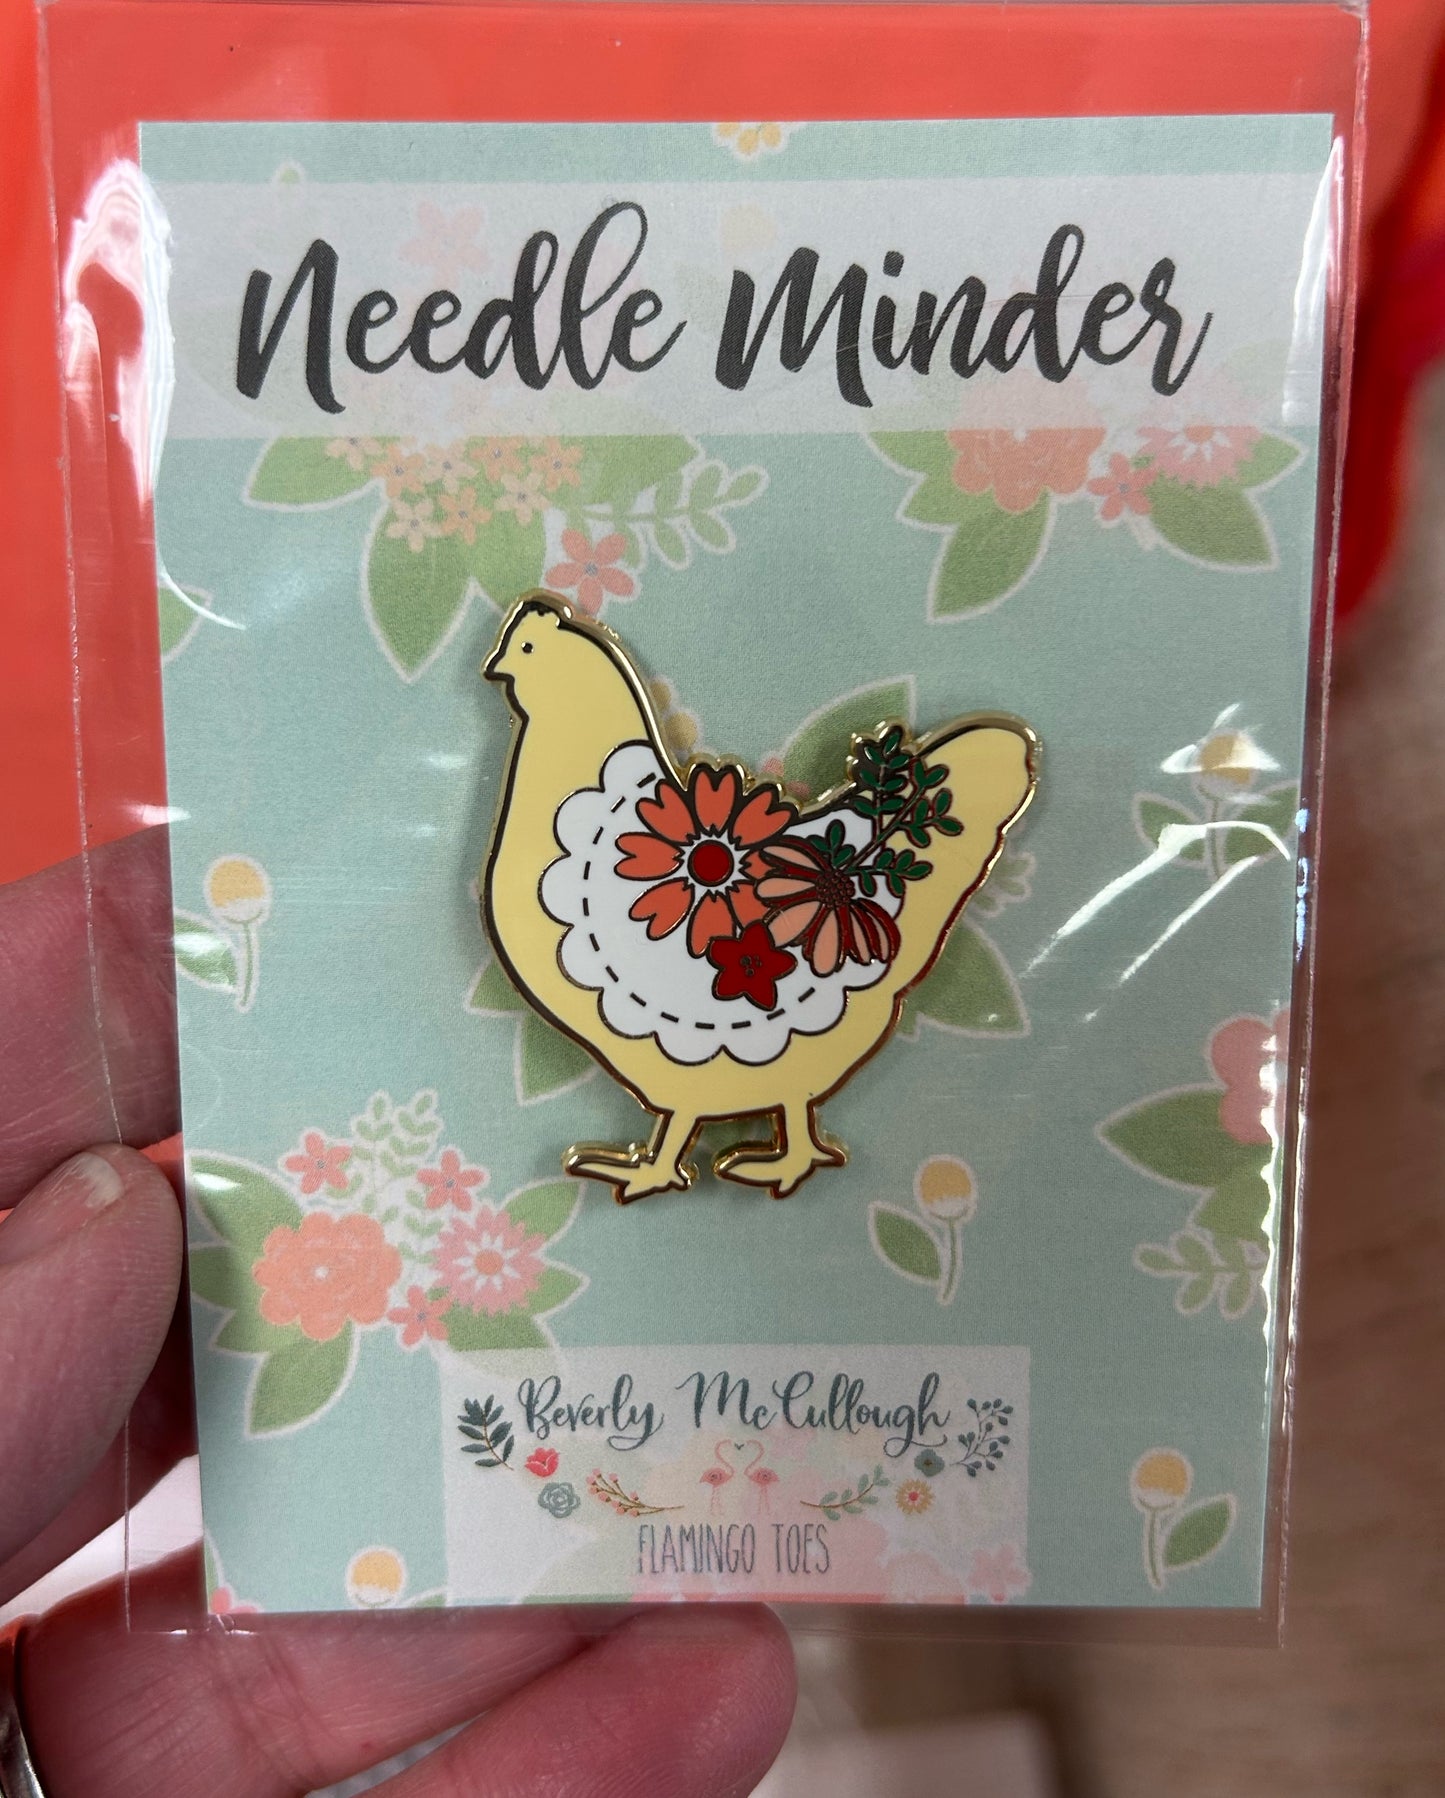 Needle Minder
Beverly McCullough
FLAMINGO TOES